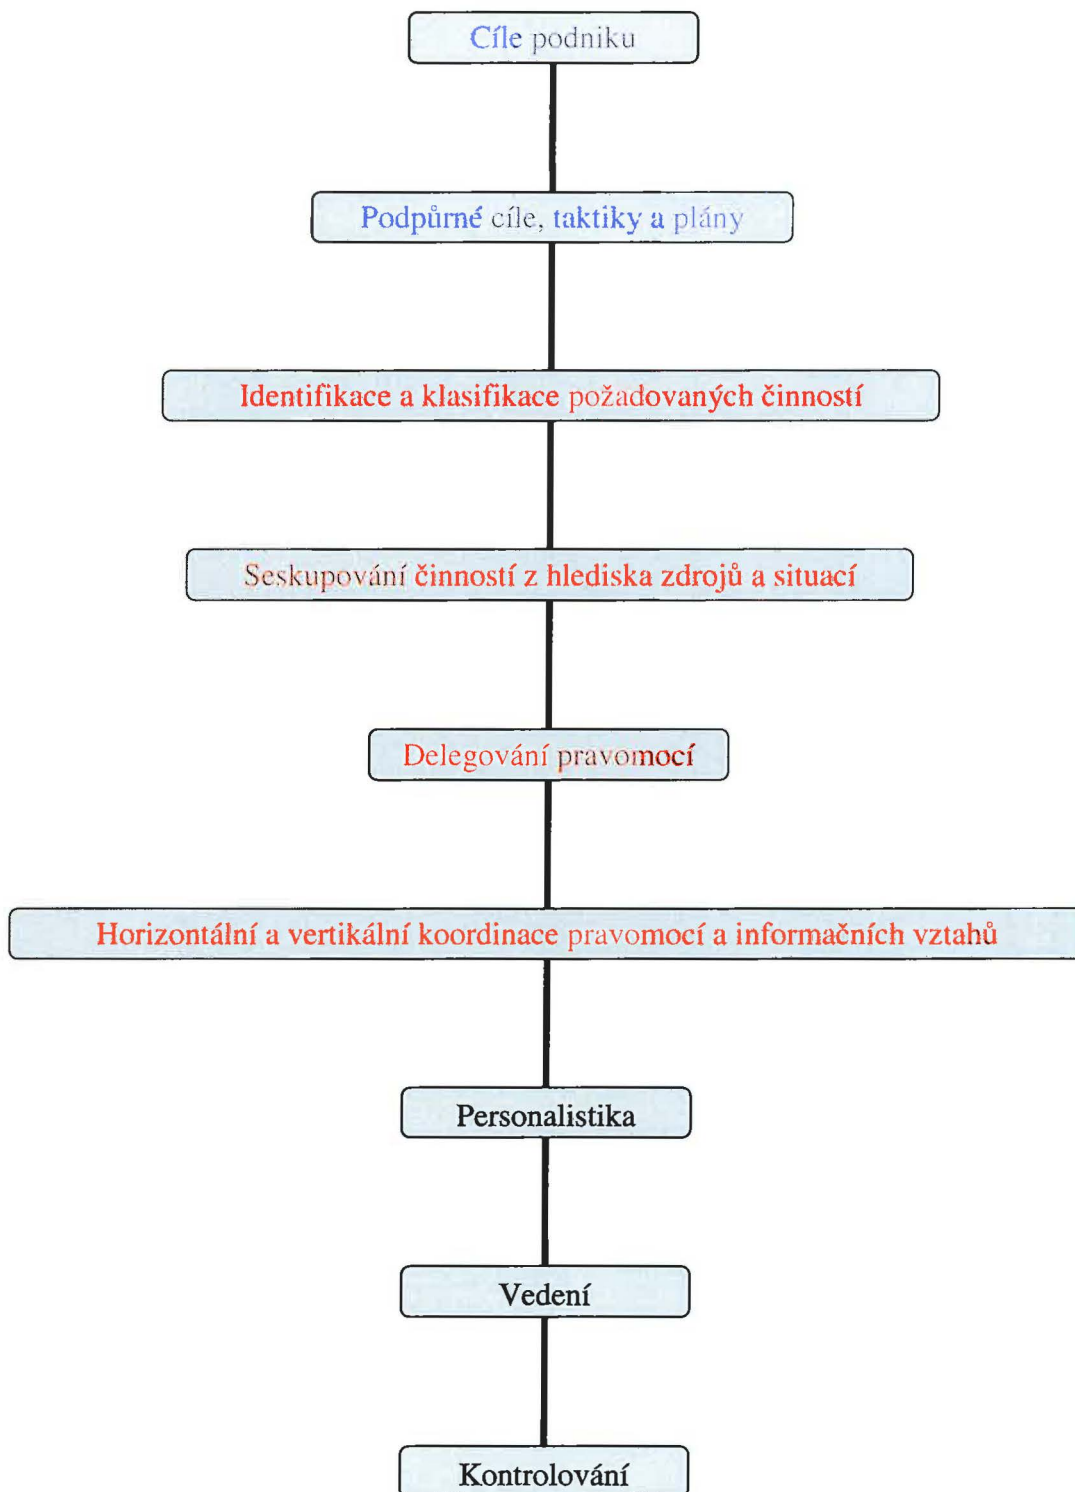 Cíle podniku
Podpůrné cíle, taktiky a plány
Identifikace a klasifikace požadovaných činností
Seskupování činností z hlediska zdrojů a situací
Delegování pravomocí
Horizontální a vertikální koordinace pravomocí a informačních vztahů
Personalistika
Vedení
Kontrolování